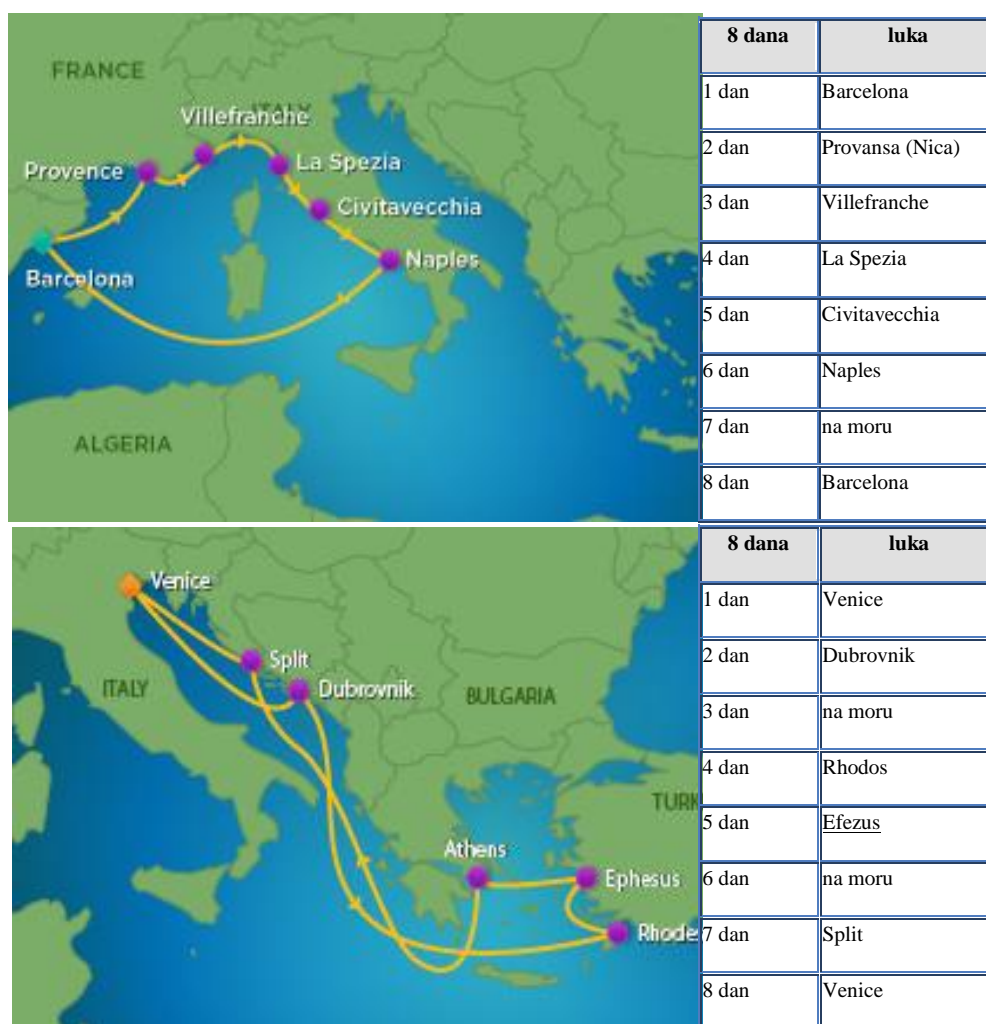 FRANCE
ITALY
Villefranche
Provence
La Spezia
Civitavecchia
Naples
Barcelona
ALGERIA
8 dana luka
1 dan Barcelona
2 dan Provansa (Nica)
3 dan Villefranche
4 dan La Spezia
5 dan Civitavecchia
6 dan Naples
7 dan na moru
8 dan Barcelona
Venice
Split
Dubrovnik
ITALY
BULGARIA
TURK
Athens
Ephesus
Rhodes
8 dana luka
1 dan Venice
2 dan Dubrovnik
3 dan na moru
4 dan Rhodos
5 dan Efezus
6 dan na moru
7 dan Split
8 dan Venice